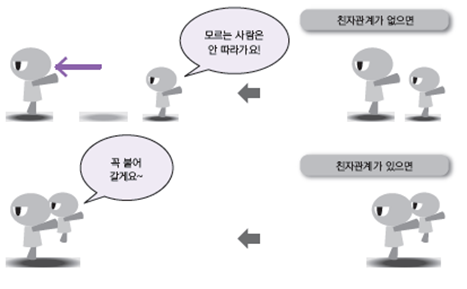 친자관계가 없으면
모르는 사람은
안 따라가요!
친자관계가 있으면
꼭 붙어
갈게요~